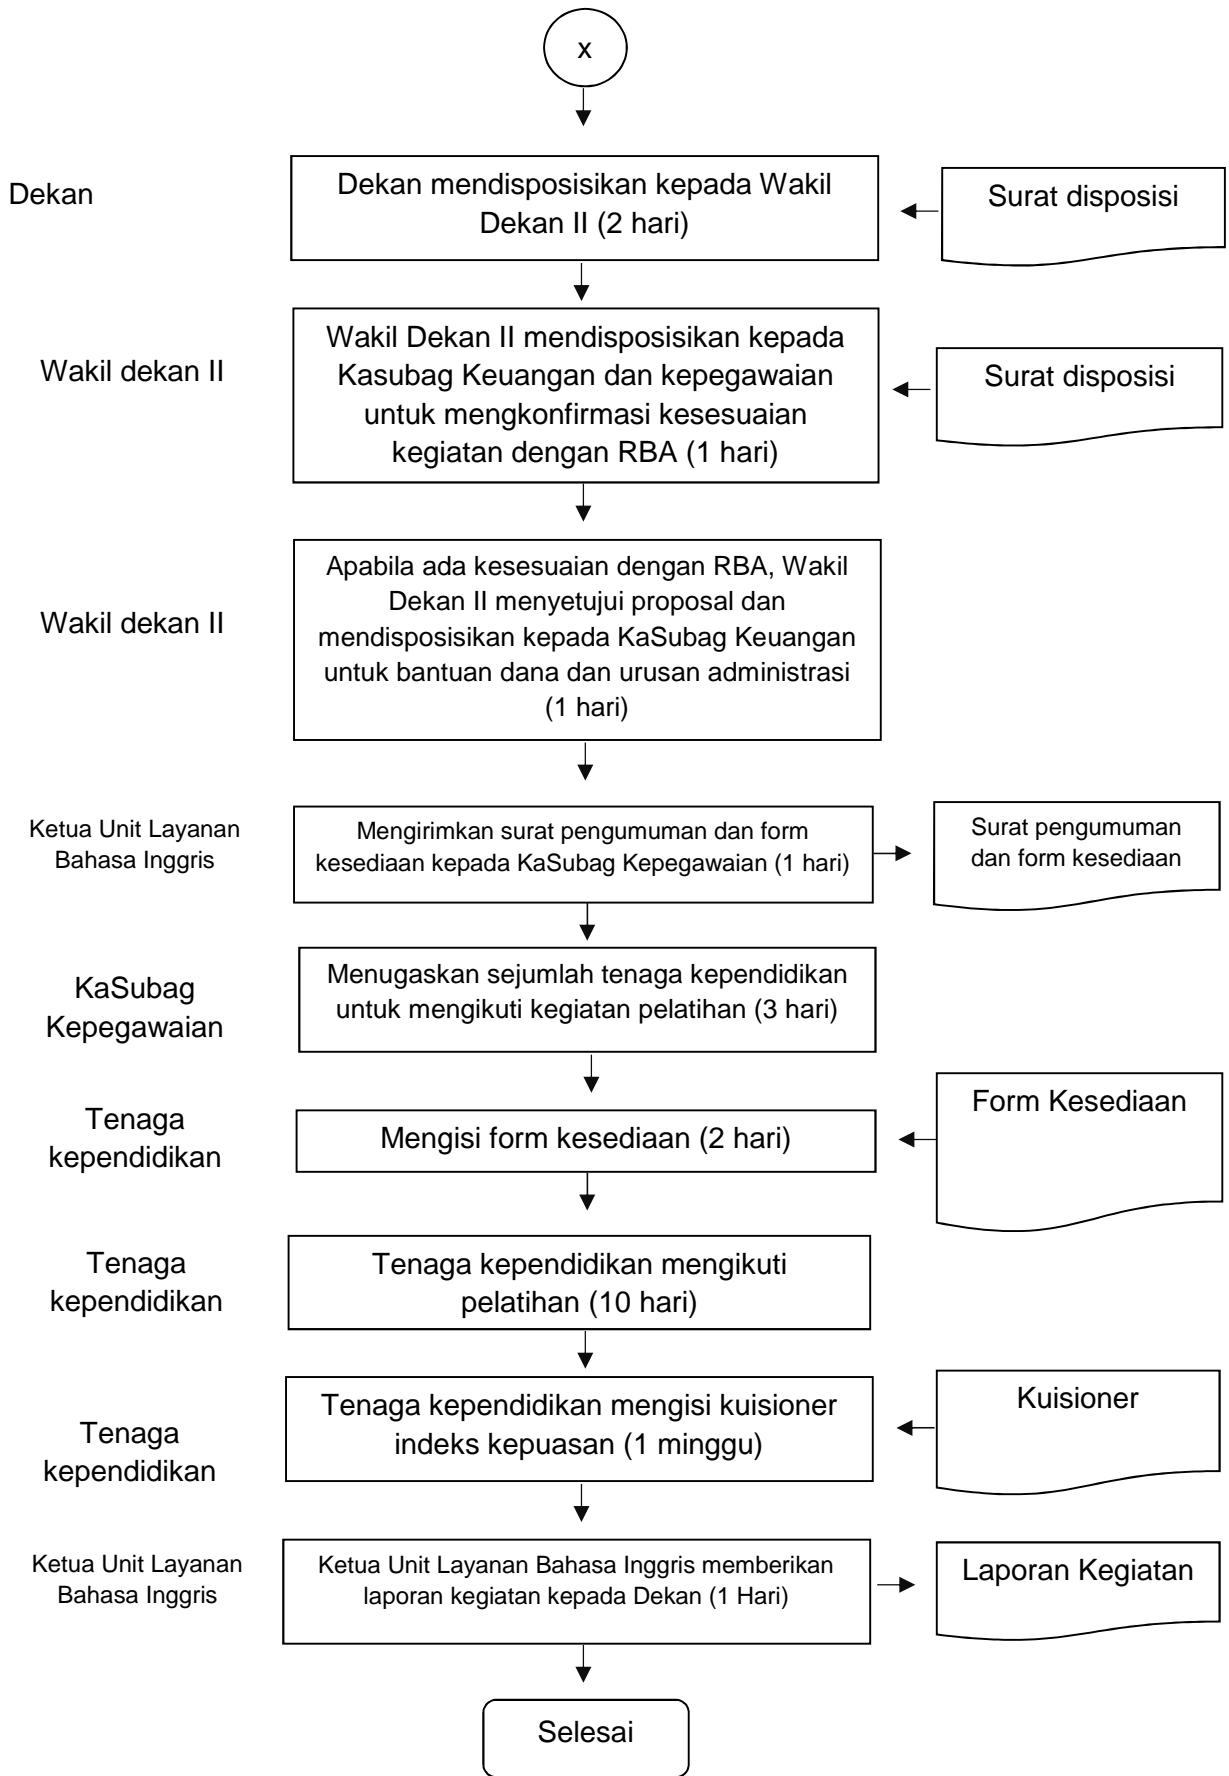 x
Dekan
Dekan mendisposisikan kepada Wakil
Dekan II (2 hari)
Surat disposisi
Wakil dekan II
Wakil Dekan II mendisposisikan kepada
Kasubag Keuangan dan kepegawaian
untuk mengkonfirmasi kesesuaian
kegiatan dengan RBA (1 hari)
Surat disposisi
Wakil dekan II
Apabila ada kesesuaian dengan RBA, Wakil
Dekan II menyetujui proposal dan
mendisposisikan kepada KaSubag Keuangan
untuk bantuan dana dan urusan administrasi
(1 hari)
Ketua Unit Layanan
Bahasa Inggris
Mengirimkan surat pengumuman dan form
kesediaan kepada KaSubag Kepegawaian (1 hari)
Surat pengumuman
dan form kesediaan
KaSubag
Kepegawaian
Menugaskan sejumlah tenaga kependidikan
untuk mengikuti kegiatan pelatihan (3 hari)
Tenaga
kependidikan
Mengisi form kesediaan (2 hari)
Form Kesediaan
Tenaga
kependidikan
Tenaga kependidikan mengikuti
pelatihan (10 hari)
Tenaga
kependidikan
Tenaga kependidikan mengisi kuisioner
indeks kepuasan (1 minggu)
Kuisioner
Ketua Unit Layanan
Bahasa Inggris
Ketua Unit Layanan Bahasa Inggris memberikan
laporan kegiatan kepada Dekan (1 Hari)
Laporan Kegiatan
Selesai